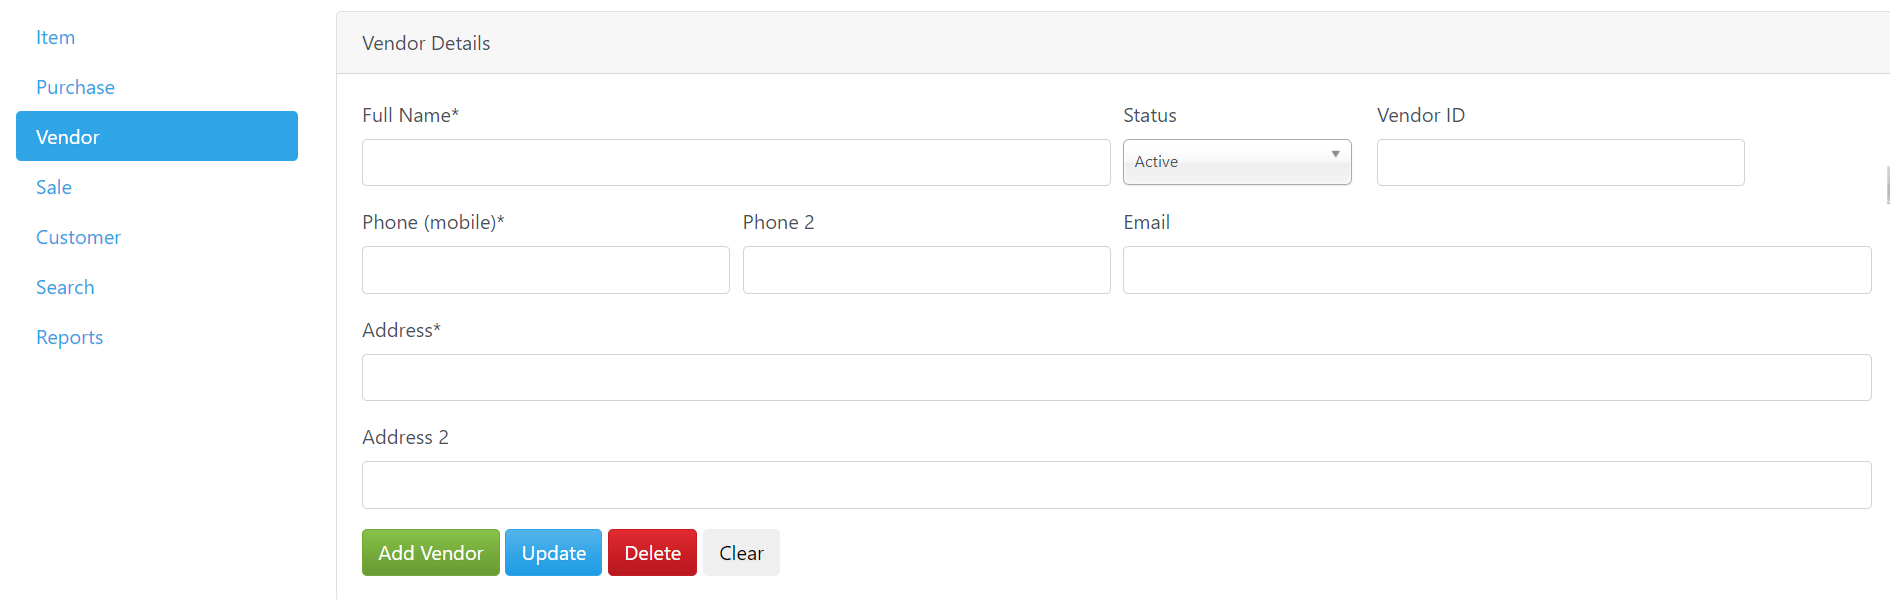 Item
Purchase
Vendor
Sale
Customer
Search
Reports
Vendor Details
Full Name*
Status
Vendor ID
Active
Phone (mobile)*
Phone 2
Email
Address*
Address 2
Add Vendor
Update
Delete
Clear